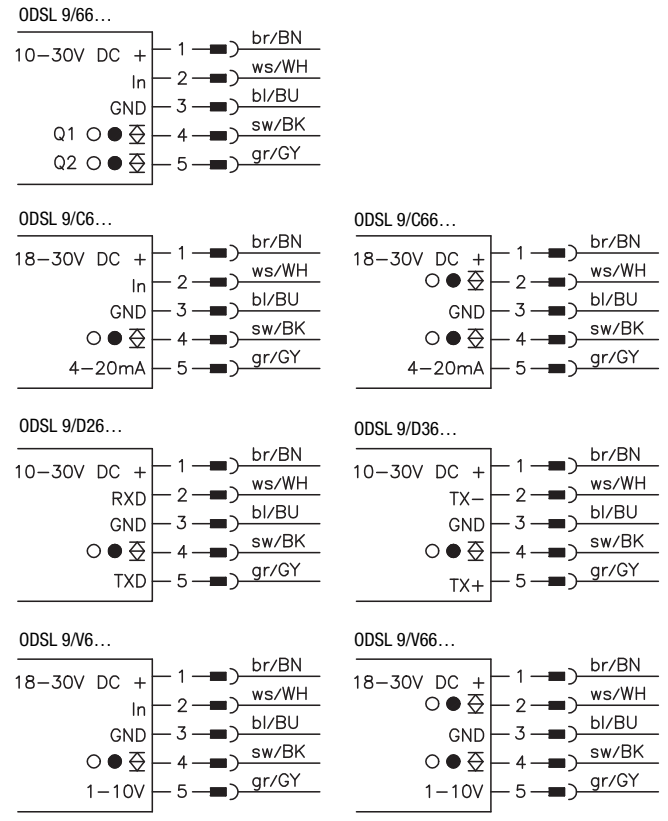 ODSL 9/66...
10–30V DC + 1 br/BN
In 2 ws/WH
GND 3 bl/BU
Q1 4 sw/BK
Q2 5 gr/GY
ODSL 9/C6...
18–30V DC + 1 br/BN
In 2 ws/WH
GND 3 bl/BU
4 sw/BK
4–20mA 5 gr/GY
ODSL 9/C66...
18–30V DC + 1 br/BN
2 ws/WH
GND 3 bl/BU
4 sw/BK
4–20mA 5 gr/GY
ODSL 9/D26...
10–30V DC + 1 br/BN
RXD 2 ws/WH
GND 3 bl/BU
4 sw/BK
TXD 5 gr/GY
ODSL 9/D36...
10–30V DC + 1 br/BN
TX– 2 ws/WH
GND 3 bl/BU
4 sw/BK
TX+ 5 gr/GY
ODSL 9/V6...
18–30V DC + 1 br/BN
In 2 ws/WH
GND 3 bl/BU
4 sw/BK
1–10V 5 gr/GY
ODSL 9/V66...
18–30V DC + 1 br/BN
2 ws/WH
GND 3 bl/BU
4 sw/BK
1–10V 5 gr/GY